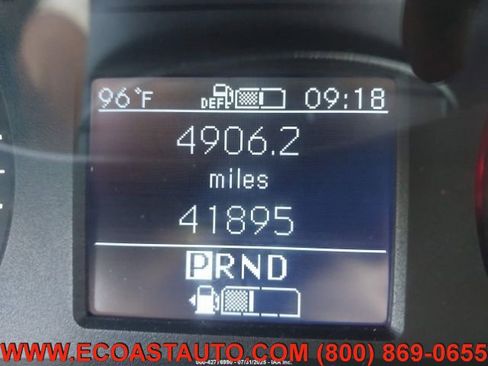 96°F DEF 09:18
4906.2
miles
41895
PRND
WWW.ECOASTAUTO.COM (800) 869-0655